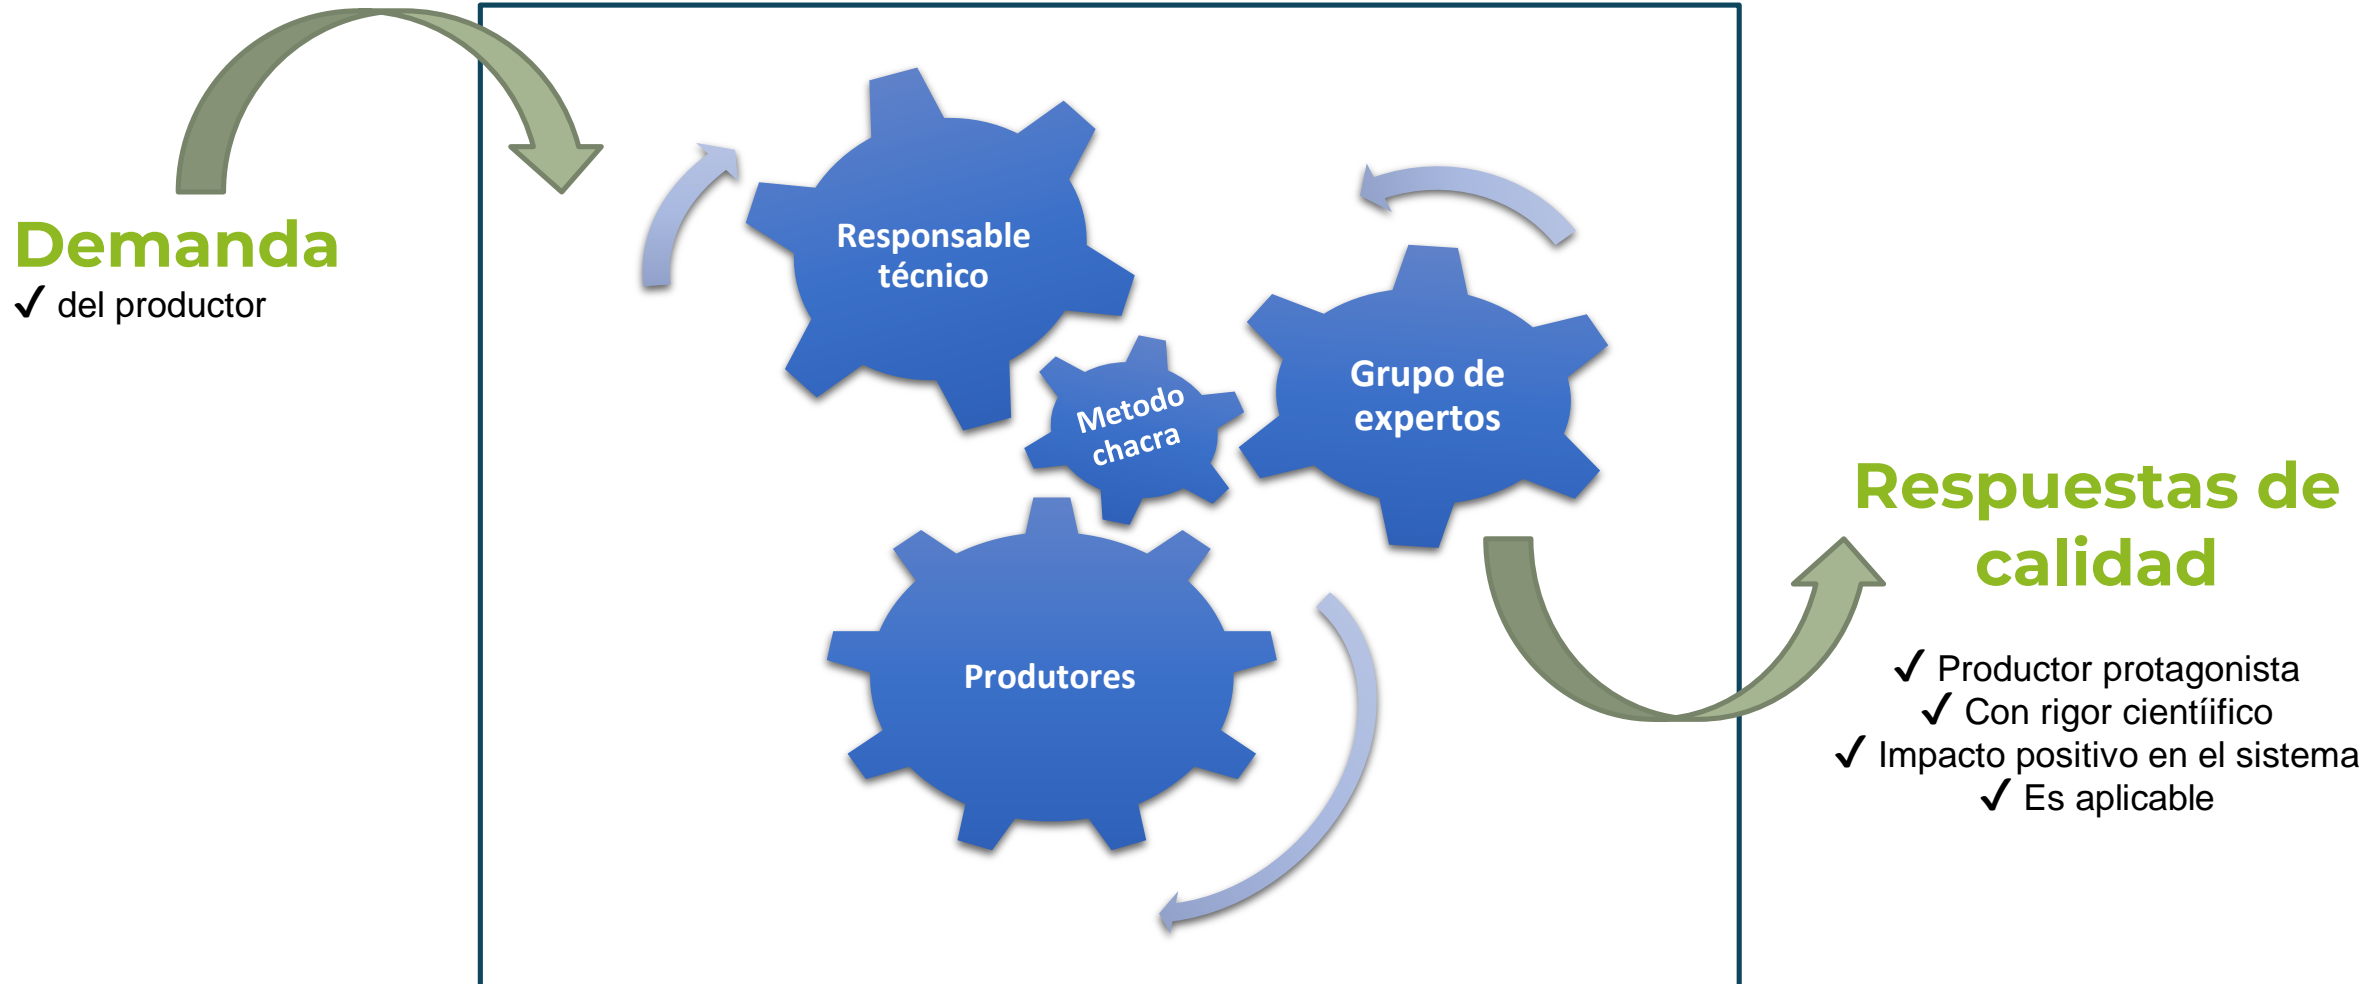 Demanda
✓ del productor
Responsable
técnico
Grupo de
expertos
Metodo
chacra
Produtores
Respuestas de
calidad
✓ Productor protagonista
✓ Con rigor cientíifico
✓ Impacto positivo en el sistema
✓ Es aplicable